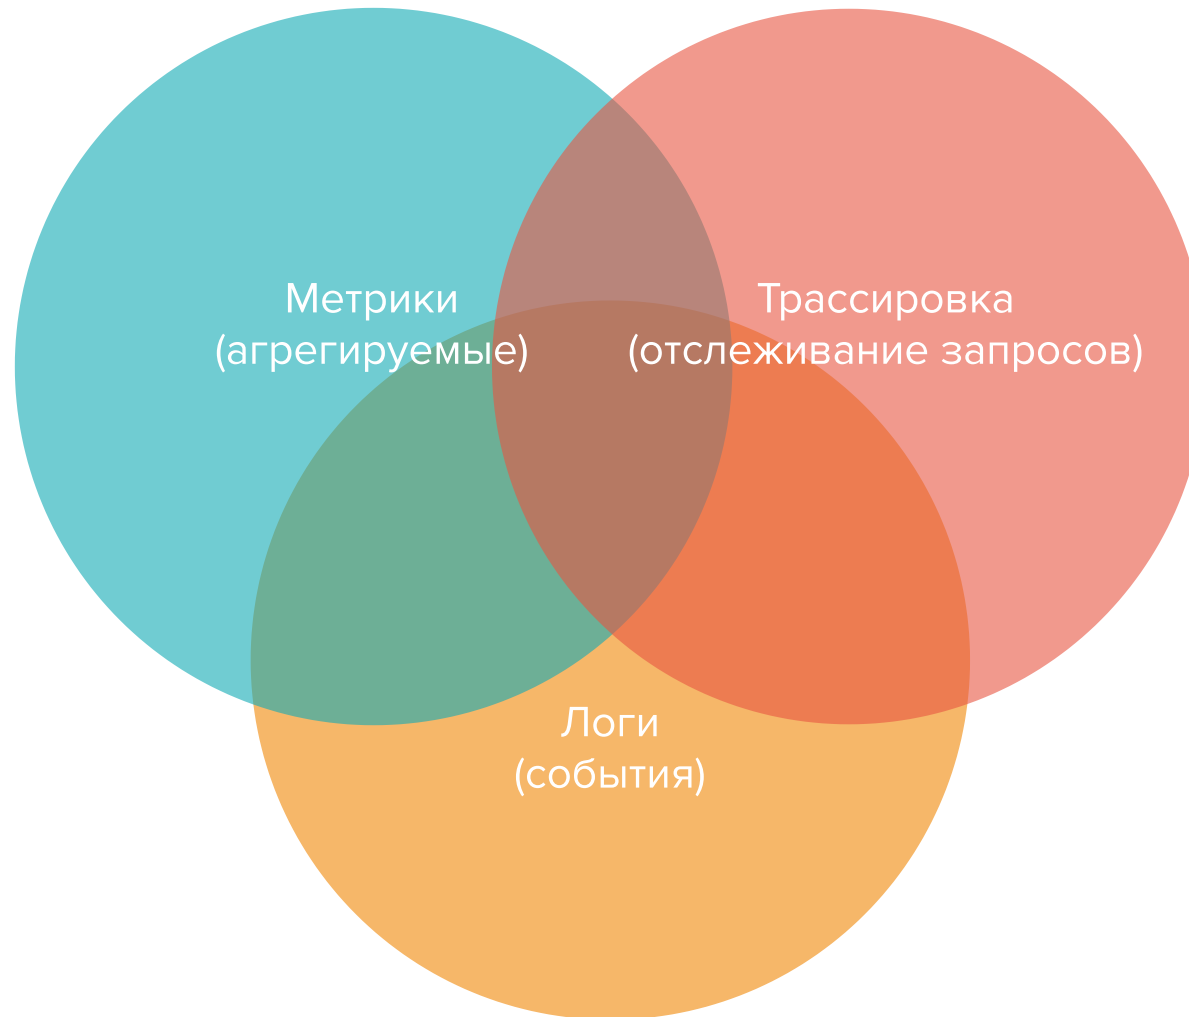 Метрики
(агрегируемые)
Трассировка
(отслеживание запросов)
Логи
(события)